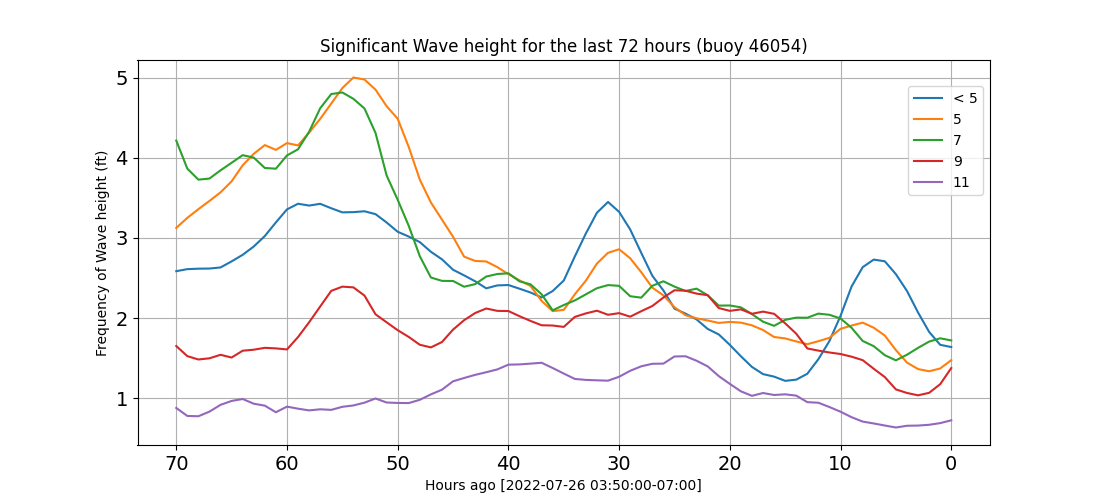 Significant Wave height for the last 72 hours (buoy 46054)
Frequency of Wave height (ft)
5
4
3
2
1
< 5
5
7
9
11
70 60 50 40 30 20 10 0
Hours ago [2022-07-26 03:50:00-07:00]